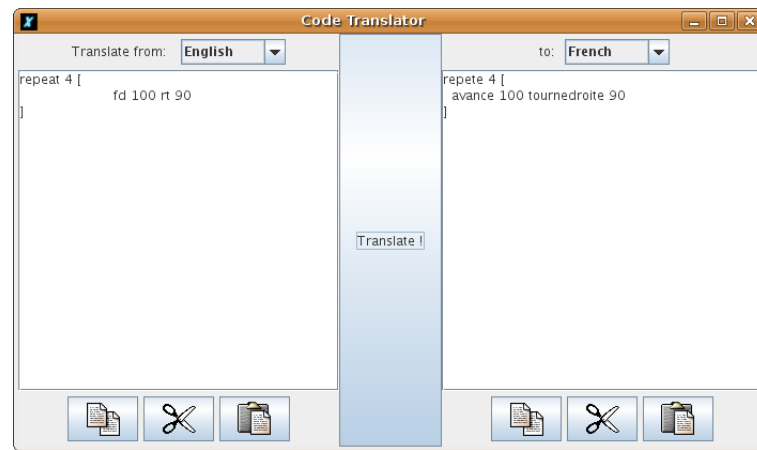 Code Translator
Translate from: English
to: French
repeat 4 [
fd 100 rt 90
]
Translate !
repete 4 [
avance 100 tournedroite 90
]